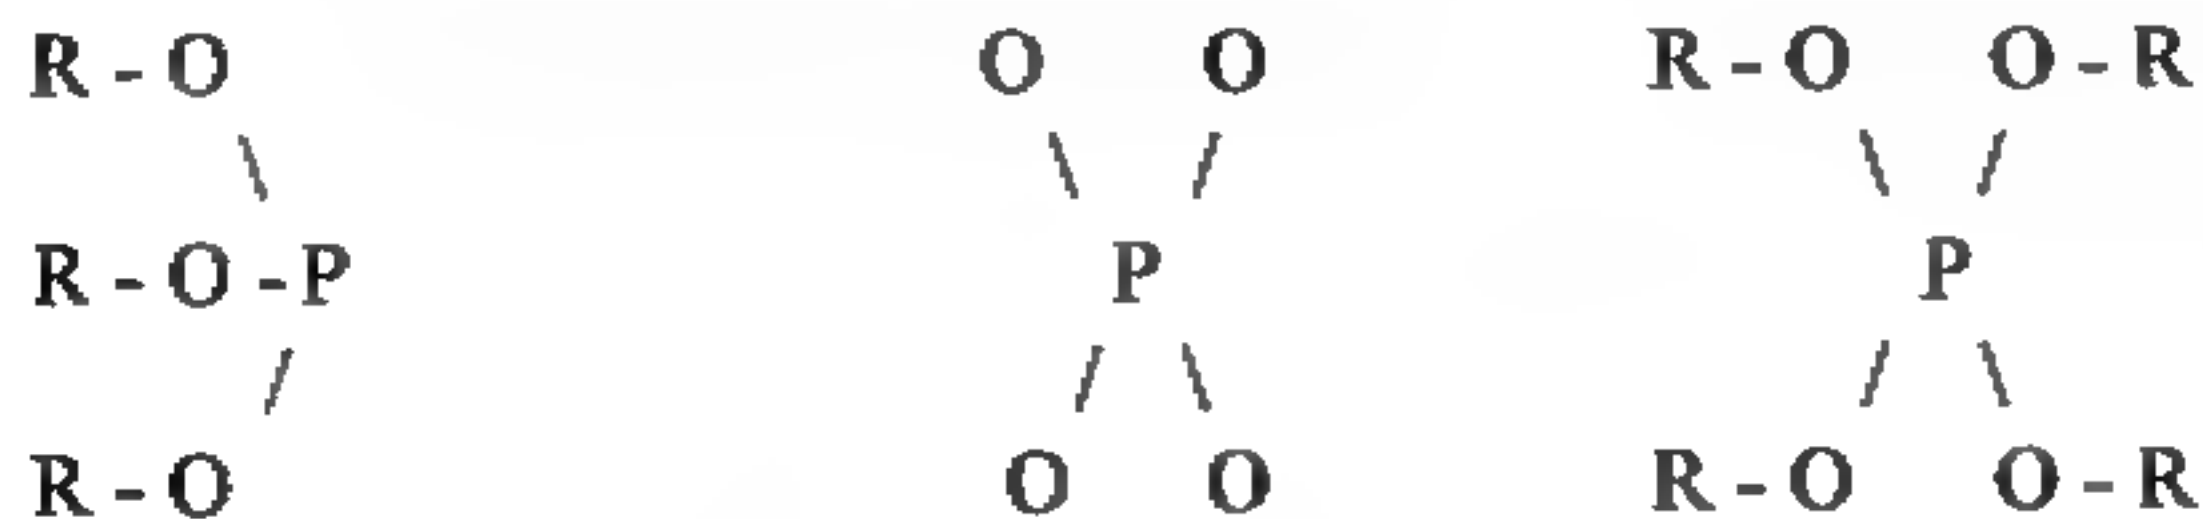 R - O O O R - O O - R
\ \ / \ /
R - O - P P P
/ / \ / \
R - O O O R - O O - R